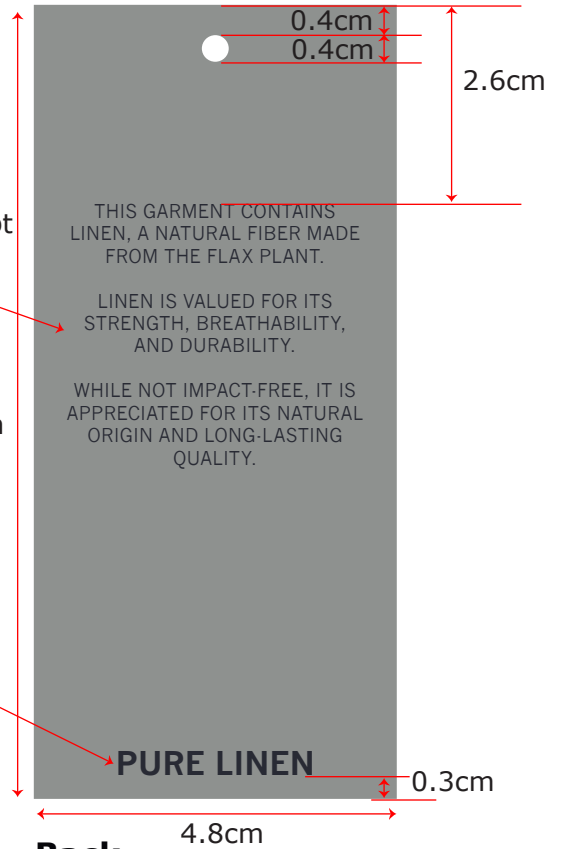 0.4cm
0.4cm
2.6cm
THIS GARMENT CONTAINS
LINEN, A NATURAL FIBER MADE
FROM THE FLAX PLANT.
LINEN IS VALUED FOR ITS
STRENGTH, BREATHABILITY,
AND DURABILITY.
WHILE NOT IMPACT-FREE, IT IS
APPRECIATED FOR ITS NATURAL
ORIGIN AND LONG-LASTING
QUALITY.
PURE LINEN
0.3cm
4.8cm